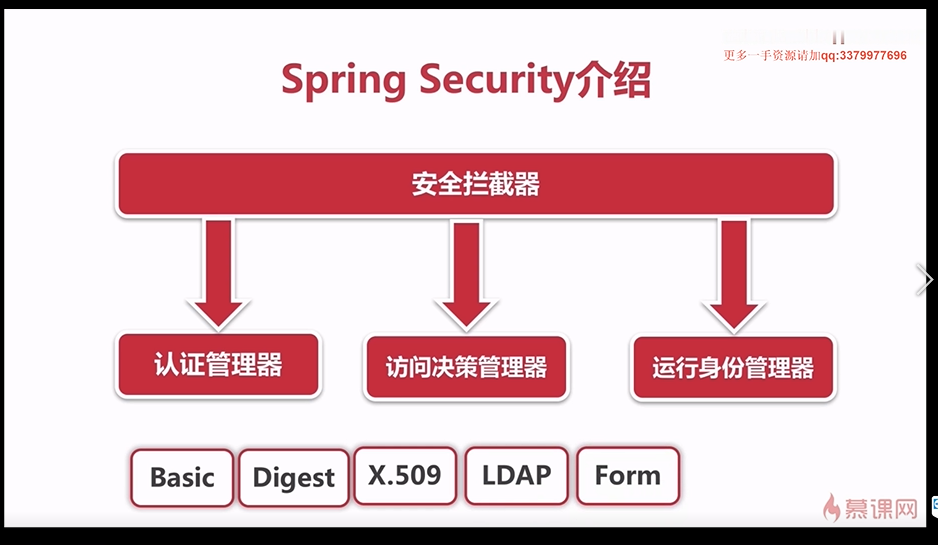 更多一手资源请加qq:3379977696
Spring Security介绍
安全拦截器
认证管理器
访问决策管理器
运行身份管理器
Basic
Digest
X.509
LDAP
Form
慕课网